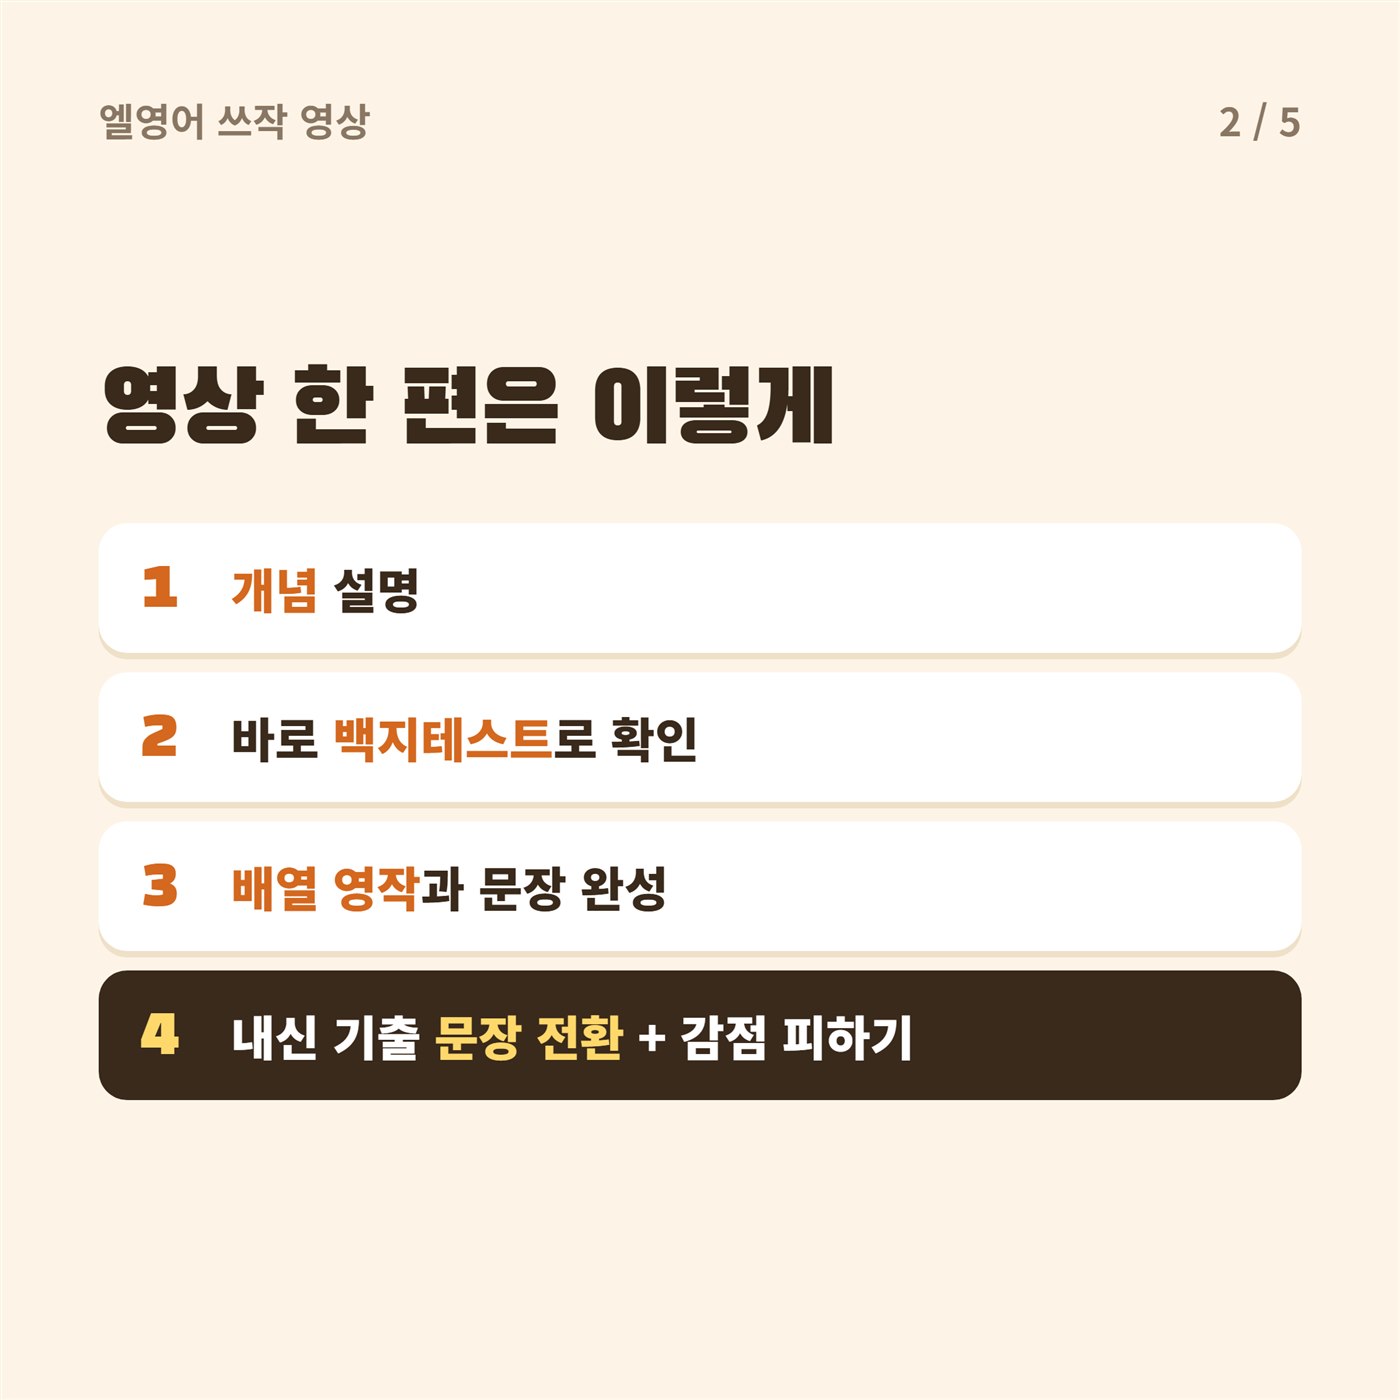 엘영어 쓰작 영상
2 / 5
영상 한 편은 이렇게
1 개념 설명
2 바로 백지테스트로 확인
3 배열 영작과 문장 완성
4 내신 기출 문장 전환 + 감점 피하기